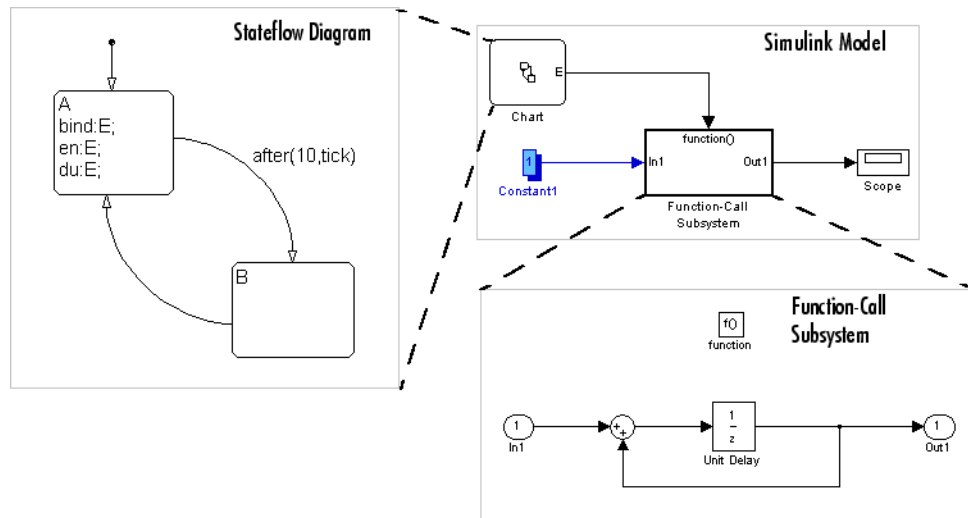 Stateflow Diagram
A
bind:E;
en:E;
du:E;
after(10,tick)
B
Simulink Model
E
Chart
1
Constant1
function()
In1
Out1
Function-Call
Subsystem
Scope
Function-Call
Subsystem
f()
function
1
In1
+
+
1
z
Unit Delay
1
Out1